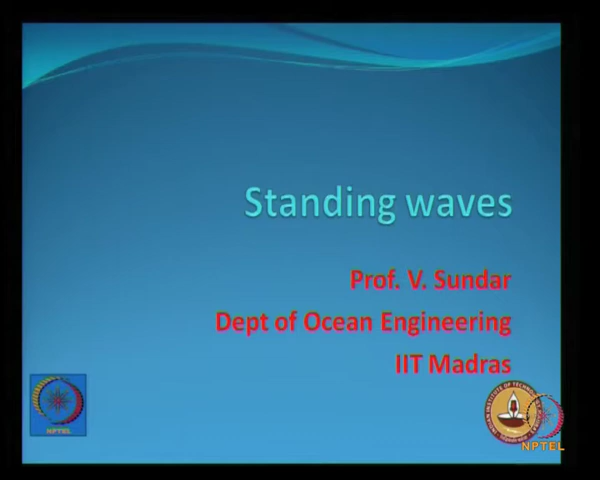 Standing waves
Prof. V. Sundar
Dept of Ocean Engineering
IIT Madras
NPTEL
NPTEL